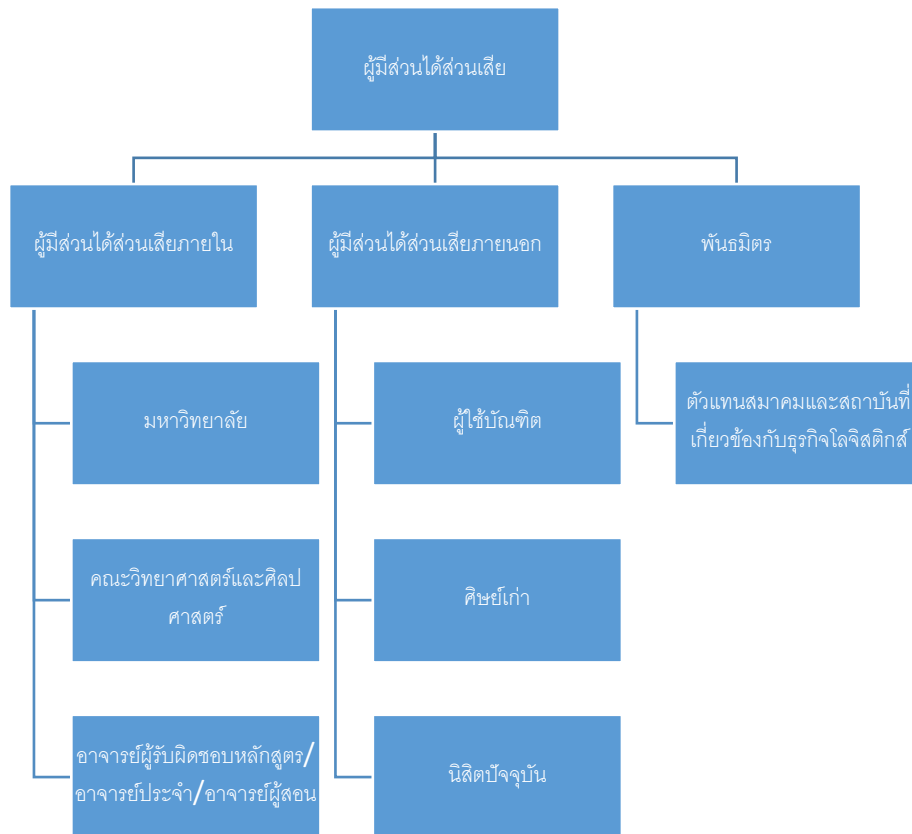 ผู้มีส่วนได้ส่วนเสีย
ผู้มีส่วนได้ส่วนเสียภายใน
ผู้มีส่วนได้ส่วนเสียภายนอก
พันธมิตร
มหาวิทยาลัย
ผู้ใช้บัณฑิต
ตัวแทนสมาคมและสถาบันที่
เกี่ยวข้องกับธุรกิจโลจิสติกส์
คณะวิทยาศาสตร์และศิลป
ศาสตร์
ศิษย์เก่า
อาจารย์ผู้รับผิดชอบหลักสูตร/
อาจารย์ประจำ/อาจารย์ผู้สอน
นิสิตปัจจุบัน